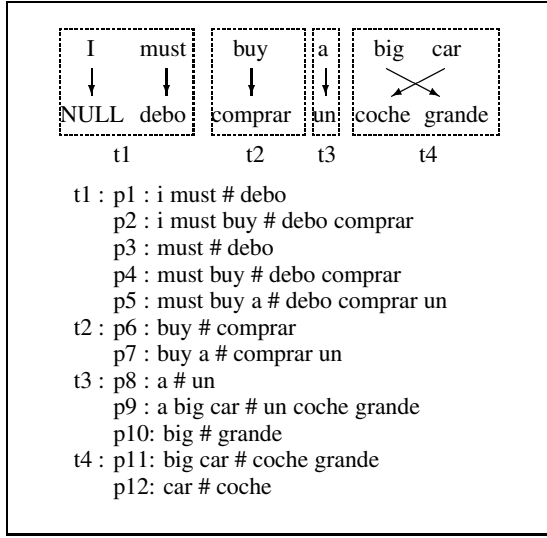 I must buy a big car
NULL debo comprar un coche grande
t1 t2 t3 t4
t1 : p1 : i must # debo
p2 : i must buy # debo comprar
p3 : must # debo
p4 : must buy # debo comprar
p5 : must buy a # debo comprar un
t2 : p6 : buy # comprar
p7 : buy a # comprar un
t3 : p8 : a # un
p9 : a big car # un coche grande
p10: big # grande
t4 : p11: big car # coche grande
p12: car # coche